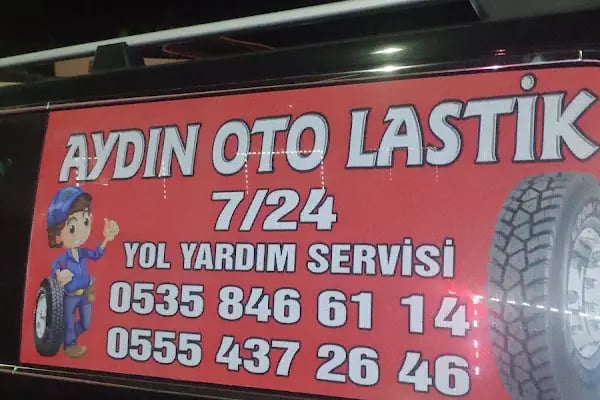 AYDIN OTO LASTİK
7/24
YOL YARDIM SERVİSİ
0535 846 61 14
0555 437 26 46